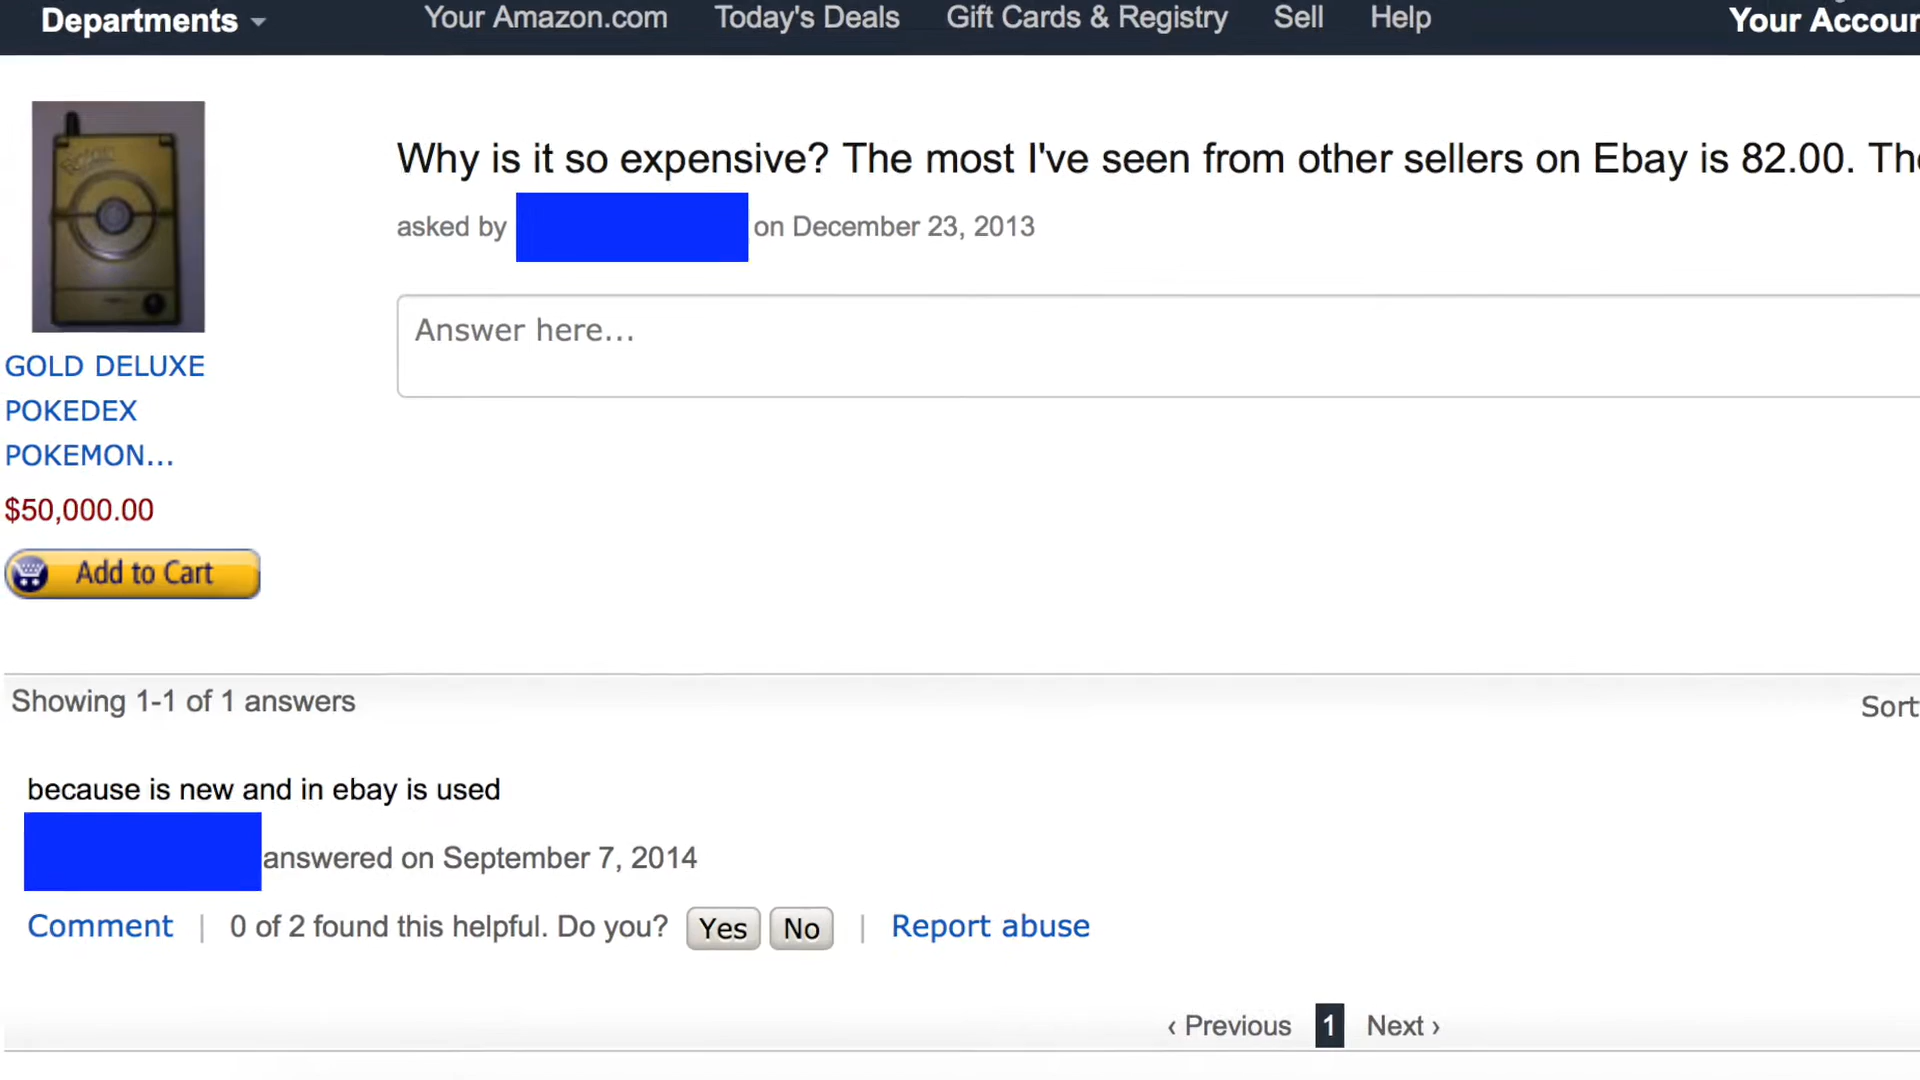 Departments
Your Amazon.com
Today's Deals
Gift Cards & Registry
Sell
Help
Your
Why is it so expensive? The most I've seen from other sellers on Ebay is 82.00.
asked by
on December 23, 2013
Answer here...
GOLD DELUXE
POKEDEX
POKEMON...
$50,000.00
Add to Cart
Showing 1-1 of 1 answers
Sort
because is new and in ebay is used
answered on September 7, 2014
Comment | 0 of 2 found this helpful. Do you? Yes No | Report abuse
‹ Previous 1 Next ›